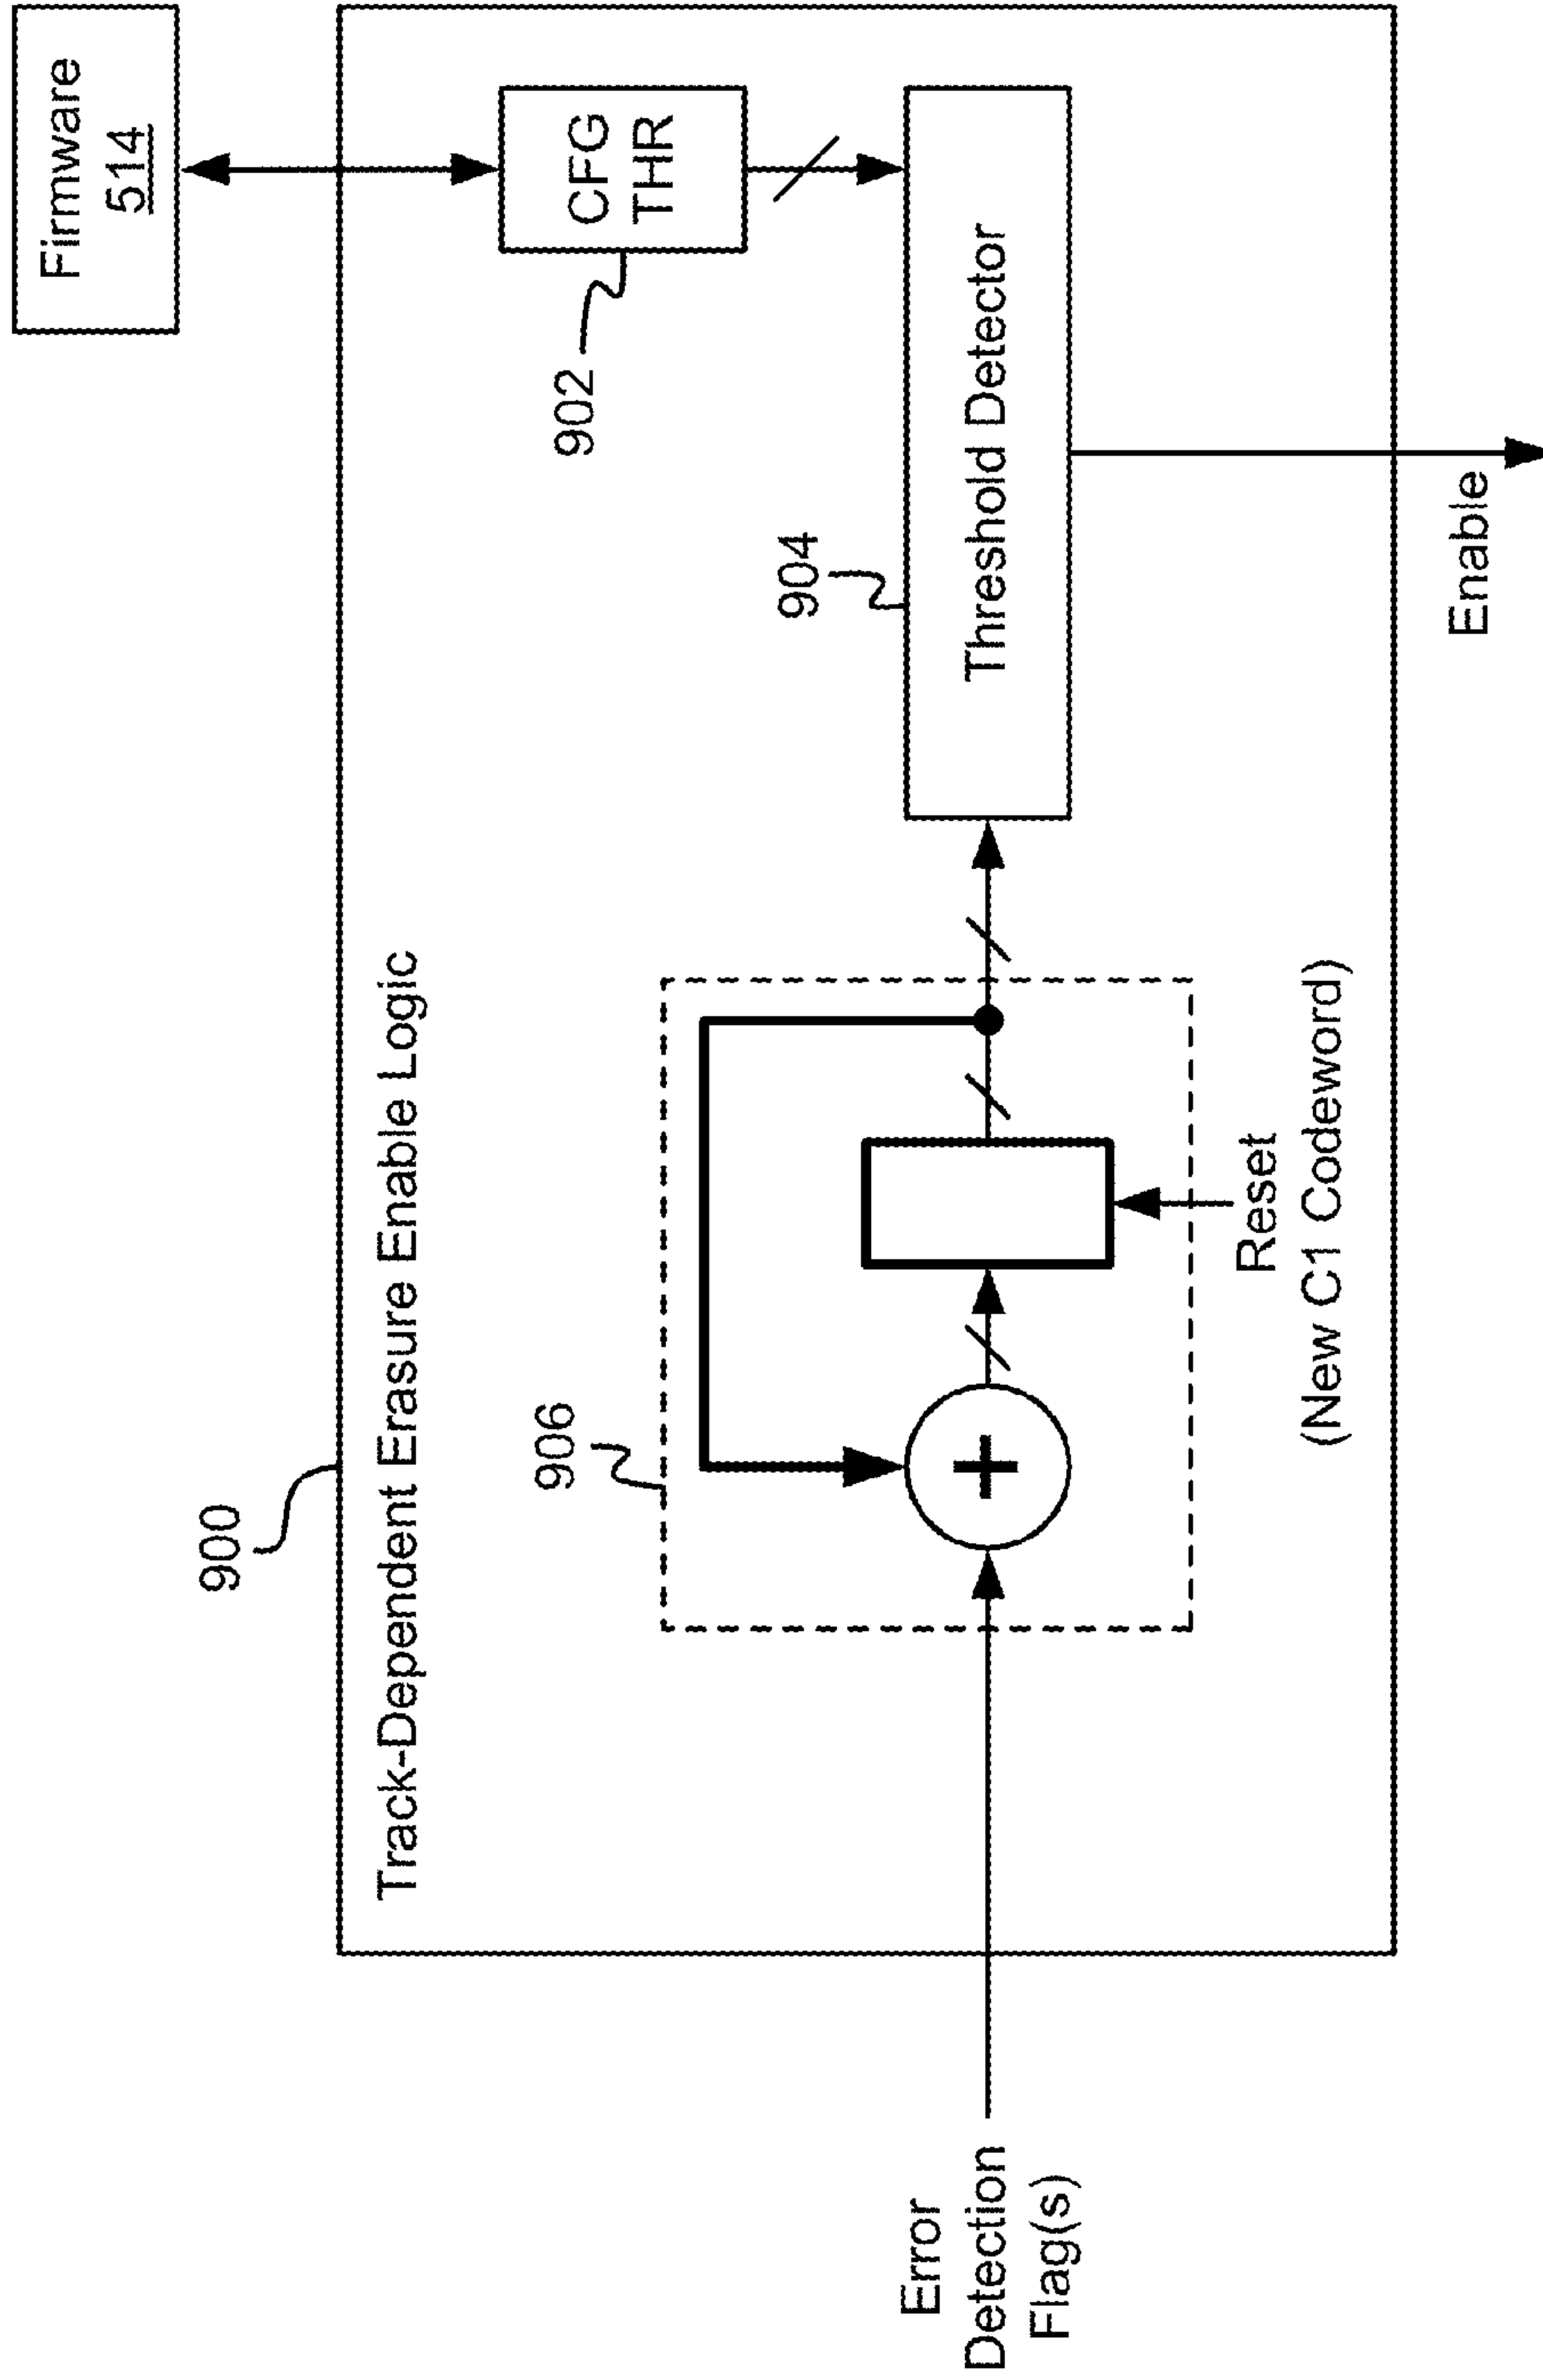 Firmware
514
900
Track-Dependent Erasure Enable Logic
CFG
THR
902
906
904
Threshold Detector
Error
Detection
Flag(s)
Reset
(New C1 Codeword)
Enable